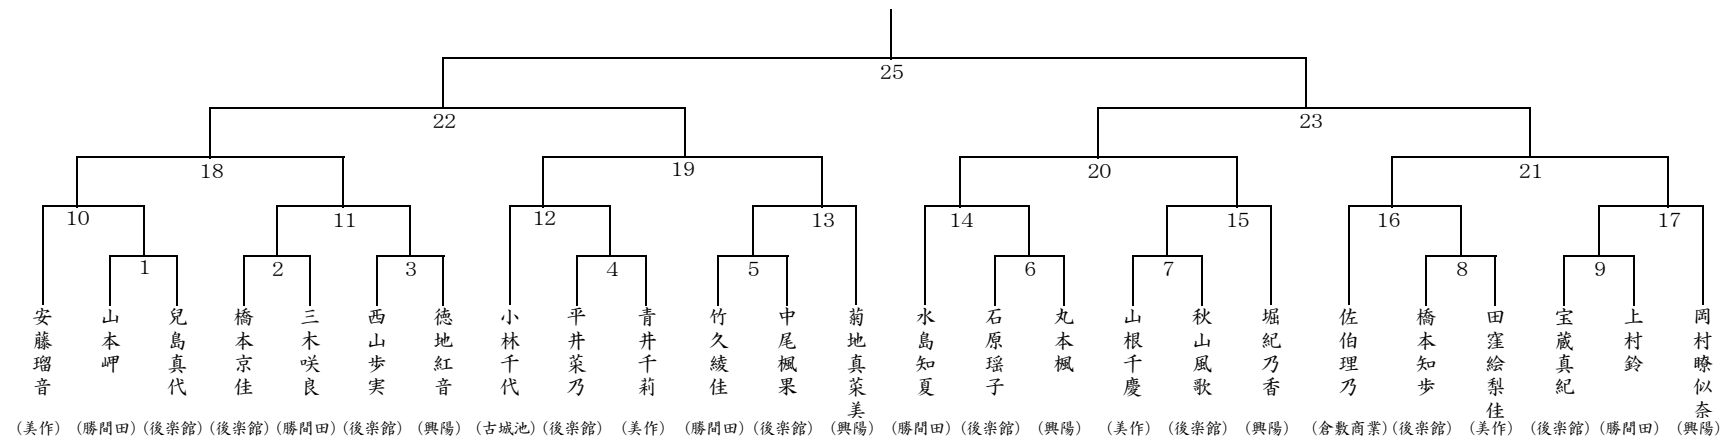 25
22
23
18
19
20
21
10
11
12
13
14
15
16
17
1
2
3
4
5
6
7
8
9
安藤瑠音
山本岬
兒島真代
橋本京佳
三木咲良
西山歩実
徳地紅音
小林千代
平井菜乃
青井千莉
竹久綾佳
中尾楓果
菊地真菜美
水島知夏
石原瑶子
丸本楓
山根千慶
秋山風歌
堀紀乃香
佐伯理乃
橋本知歩
田窪絵梨佳
宝蔵真紀
上村鈴
岡村瞭似奈
(美作) (勝間田) (後楽館) (後楽館) (勝間田) (後楽館) (興陽) (古城池) (後楽館) (美作) (勝間田) (後楽館) (興陽) (勝間田) (後楽館) (興陽) (美作) (後楽館) (興陽) (倉敷商業) (後楽館) (美作) (後楽館) (勝間田) (興陽)